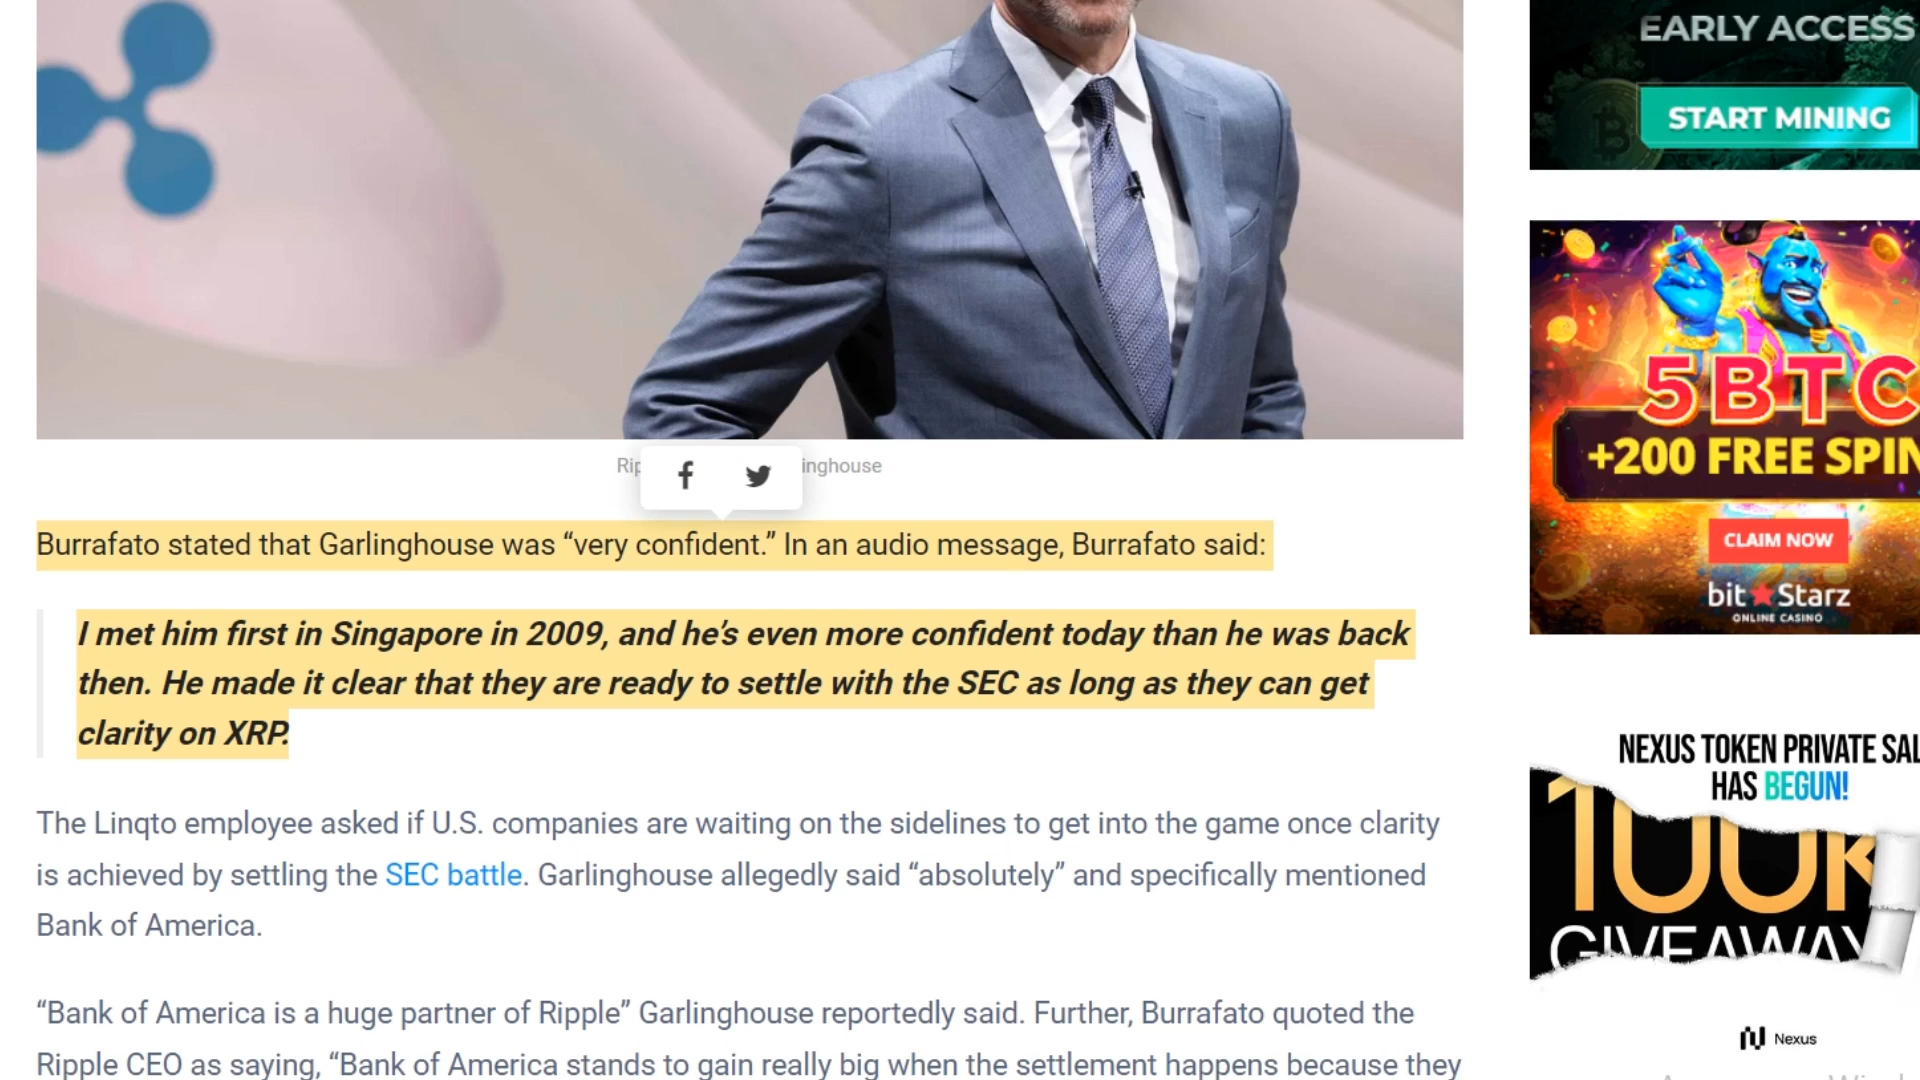 EARLY ACCESS
START MINING
5BTC
+200 FREE SPIN
CLAIM NOW
bit Starz
ONLINE CASINO
Rip inghouse
Burrafato stated that Garlinghouse was “very confident.” In an audio message, Burrafato said:
I met him first in Singapore in 2009, and he’s even more confident today than he was back
then. He made it clear that they are ready to settle with the SEC as long as they can get
clarity on XRP.
The Linqto employee asked if U.S. companies are waiting on the sidelines to get into the game once clarity
is achieved by settling the SEC battle. Garlinghouse allegedly said “absolutely” and specifically mentioned
Bank of America.
“Bank of America is a huge partner of Ripple” Garlinghouse reportedly said. Further, Burrafato quoted the
Ripple CEO as saying, “Bank of America stands to gain really big when the settlement happens because they
NEXUS TOKEN PRIVATE SAL
HAS BEGUN!
100K
GIVEAWAY
Nexus